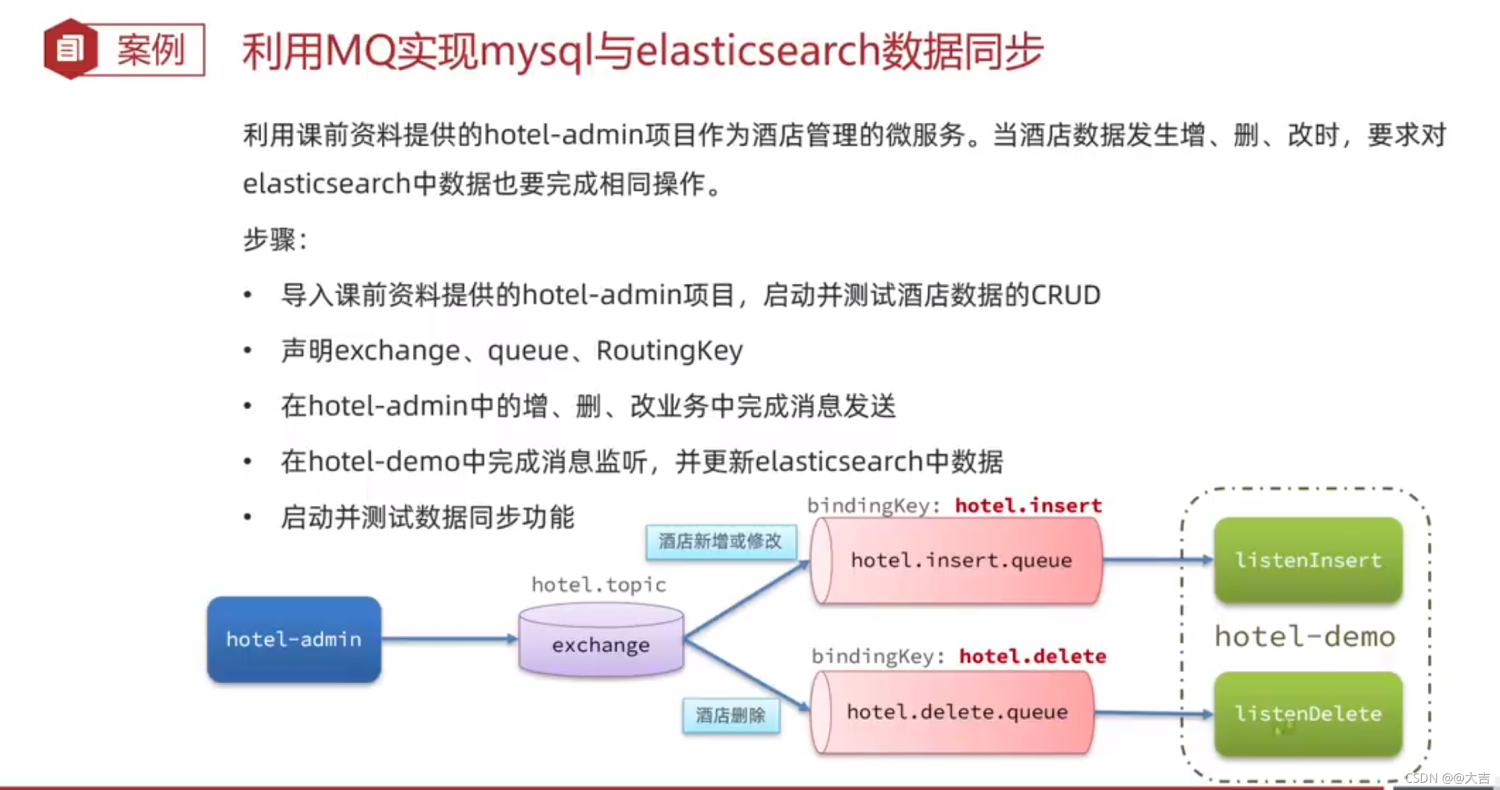 案例
利用MQ实现mysql与elasticsearch数据同步
利用课前资料提供的hotel-admin项目作为酒店管理的微服务。当酒店数据发生增、删、改时，要求对
elasticsearch中数据也要完成相同操作。
步骤：
• 导入课前资料提供的hotel-admin项目，启动并测试酒店数据的CRUD
• 声明exchange、queue、RoutingKey
• 在hotel-admin中的增、删、改业务中完成消息发送
• 在hotel-demo中完成消息监听，并更新elasticsearch中数据
• 启动并测试数据同步功能
bindingKey: hotel.insert
酒店新增或修改
hotel.insert.queue
listenInsert
hotel.topic
hotel-admin
exchange
hotel-demo
bindingKey: hotel.delete
酒店删除
hotel.delete.queue
listenDelete
CSDN @@大吉